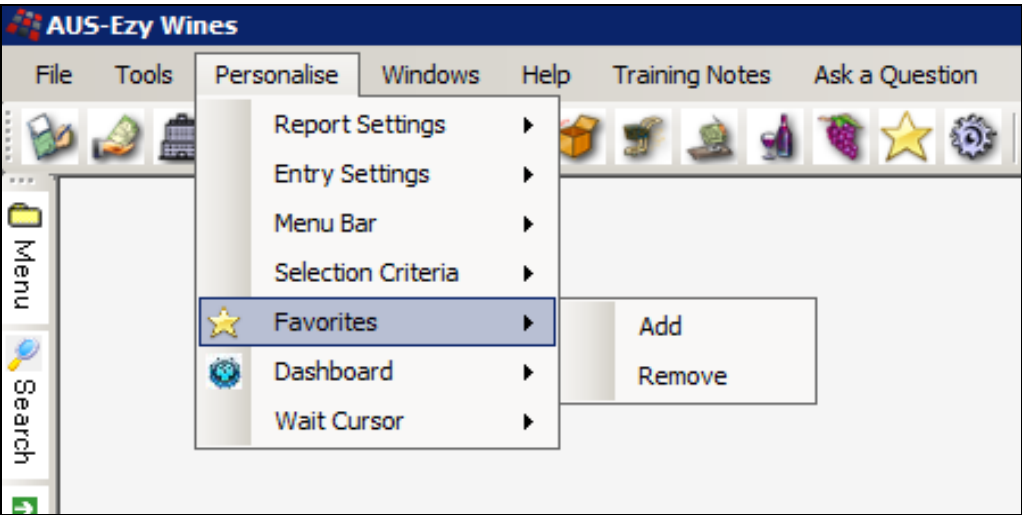 AUS-Ezy Wines
File Tools Personalise Windows Help Training Notes Ask a Question
Report Settings
Entry Settings
Menu Bar
Selection Criteria
Favorites
Add
Dashboard
Remove
Wait Cursor
Menu
Search